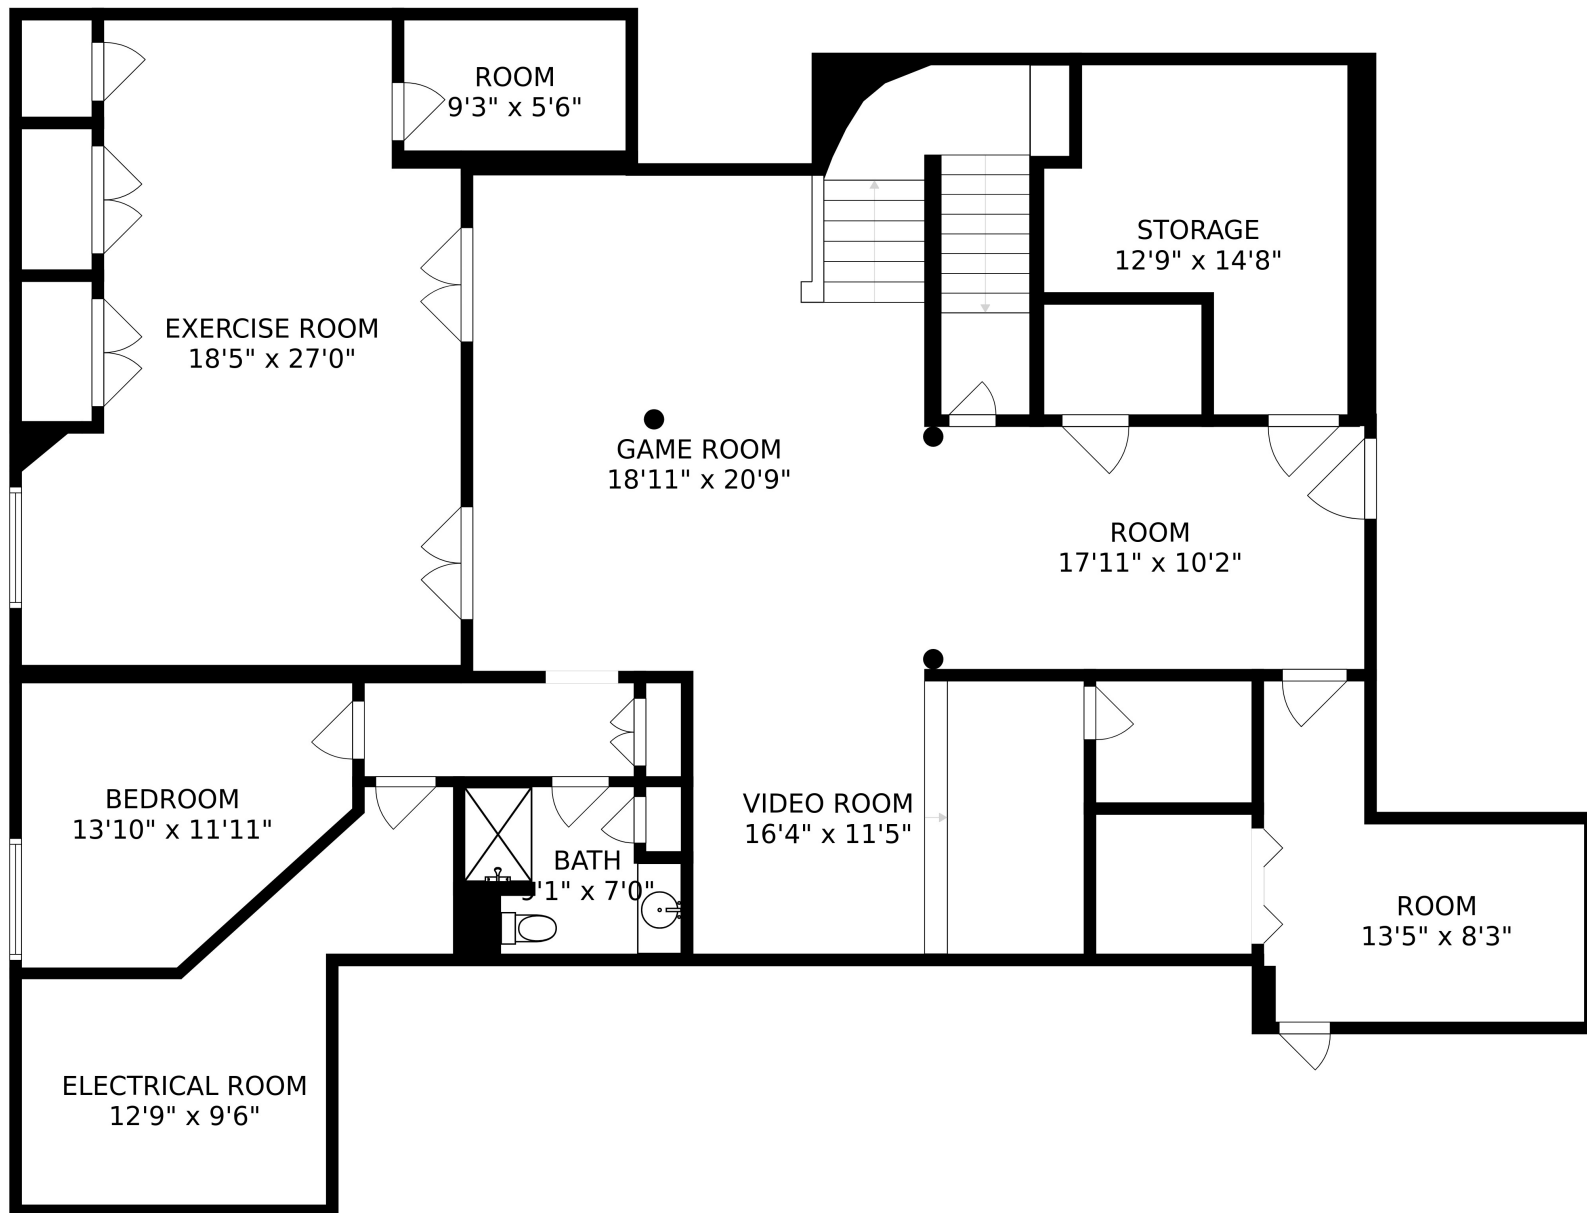 ROOM
9'3" x 5'6"
STORAGE
12'9" x 14'8"
EXERCISE ROOM
18'5" x 27'0"
GAME ROOM
18'11" x 20'9"
ROOM
17'11" x 10'2"
BEDROOM
13'10" x 11'11"
VIDEO ROOM
16'4" x 11'5"
BATH
9'1" x 7'0"
ROOM
13'5" x 8'3"
ELECTRICAL ROOM
12'9" x 9'6"